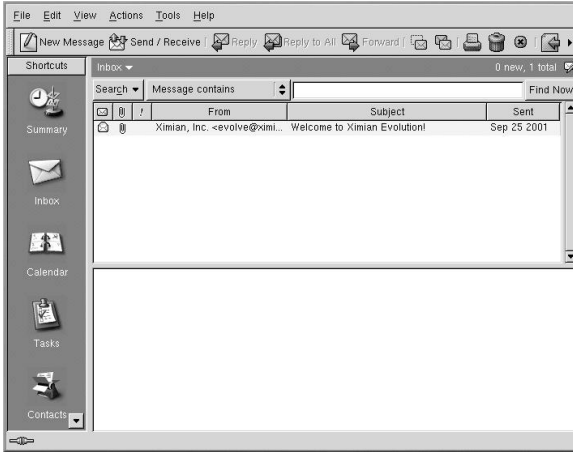 File Edit View Actions Tools Help
New Message Send / Receive Reply Reply to All Forward
Shortcuts Inbox 0 new, 1 total
Search Message contains Find Now
! From Subject Sent
Ximian, Inc. <evolve@ximi... Welcome to Ximian Evolution! Sep 25 2001
Summary
Inbox
Calendar
Tasks
Contacts